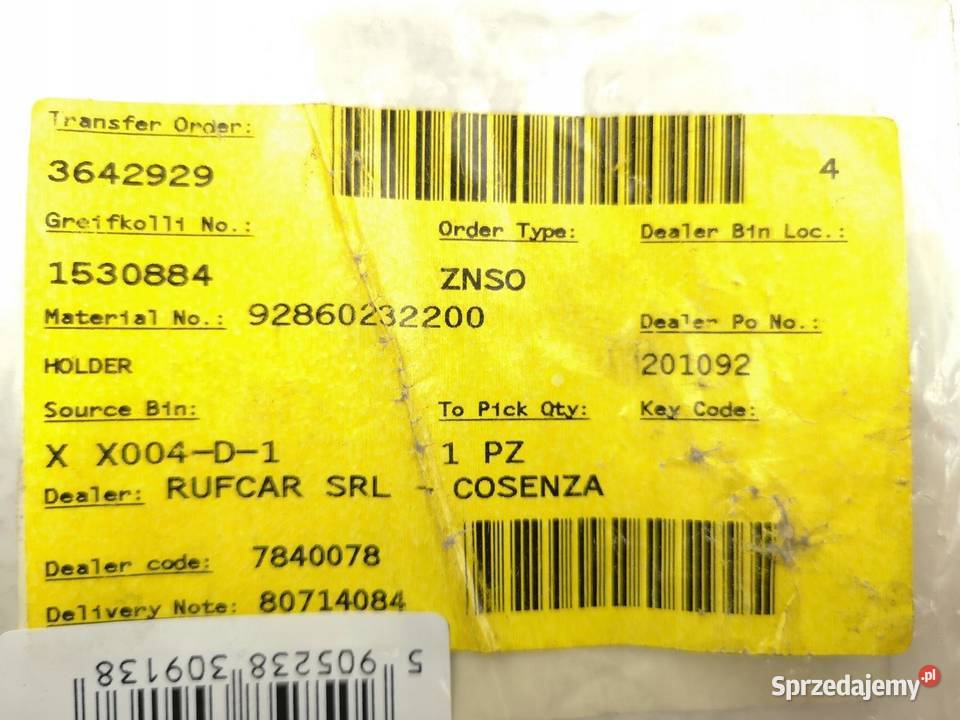 Transfer Order:
3642929
4
Greifkolli No.:
Order Type:
Dealer Bin Loc.:
1530884
ZNSO
Material No.: 92860232200
Dealer Po No.:
HOLDER
201092
Source Bin:
To Pick Qty:
Key Code:
X X004-D-1
1 PZ
Dealer: RUFCAR SRL - COSENZA
Dealer code: 7840078
Delivery Note: 80714084
5 905238 309138
Sprzedajemy.pl